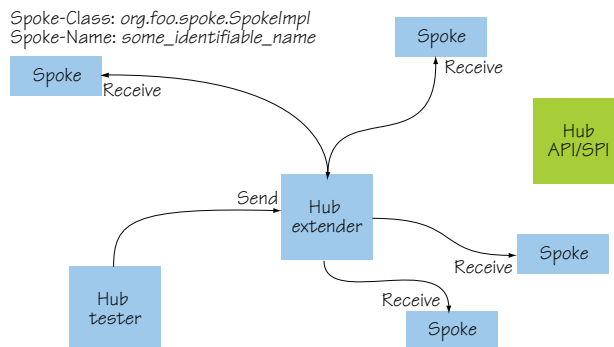 Spoke-Class: org.foo.spoke.SpokeImpl
Spoke-Name: some_identifiable_name
Spoke
Receive
Spoke
Receive
Hub
API/SPI
Send
Hub
extender
Receive
Spoke
Hub
tester
Receive
Spoke